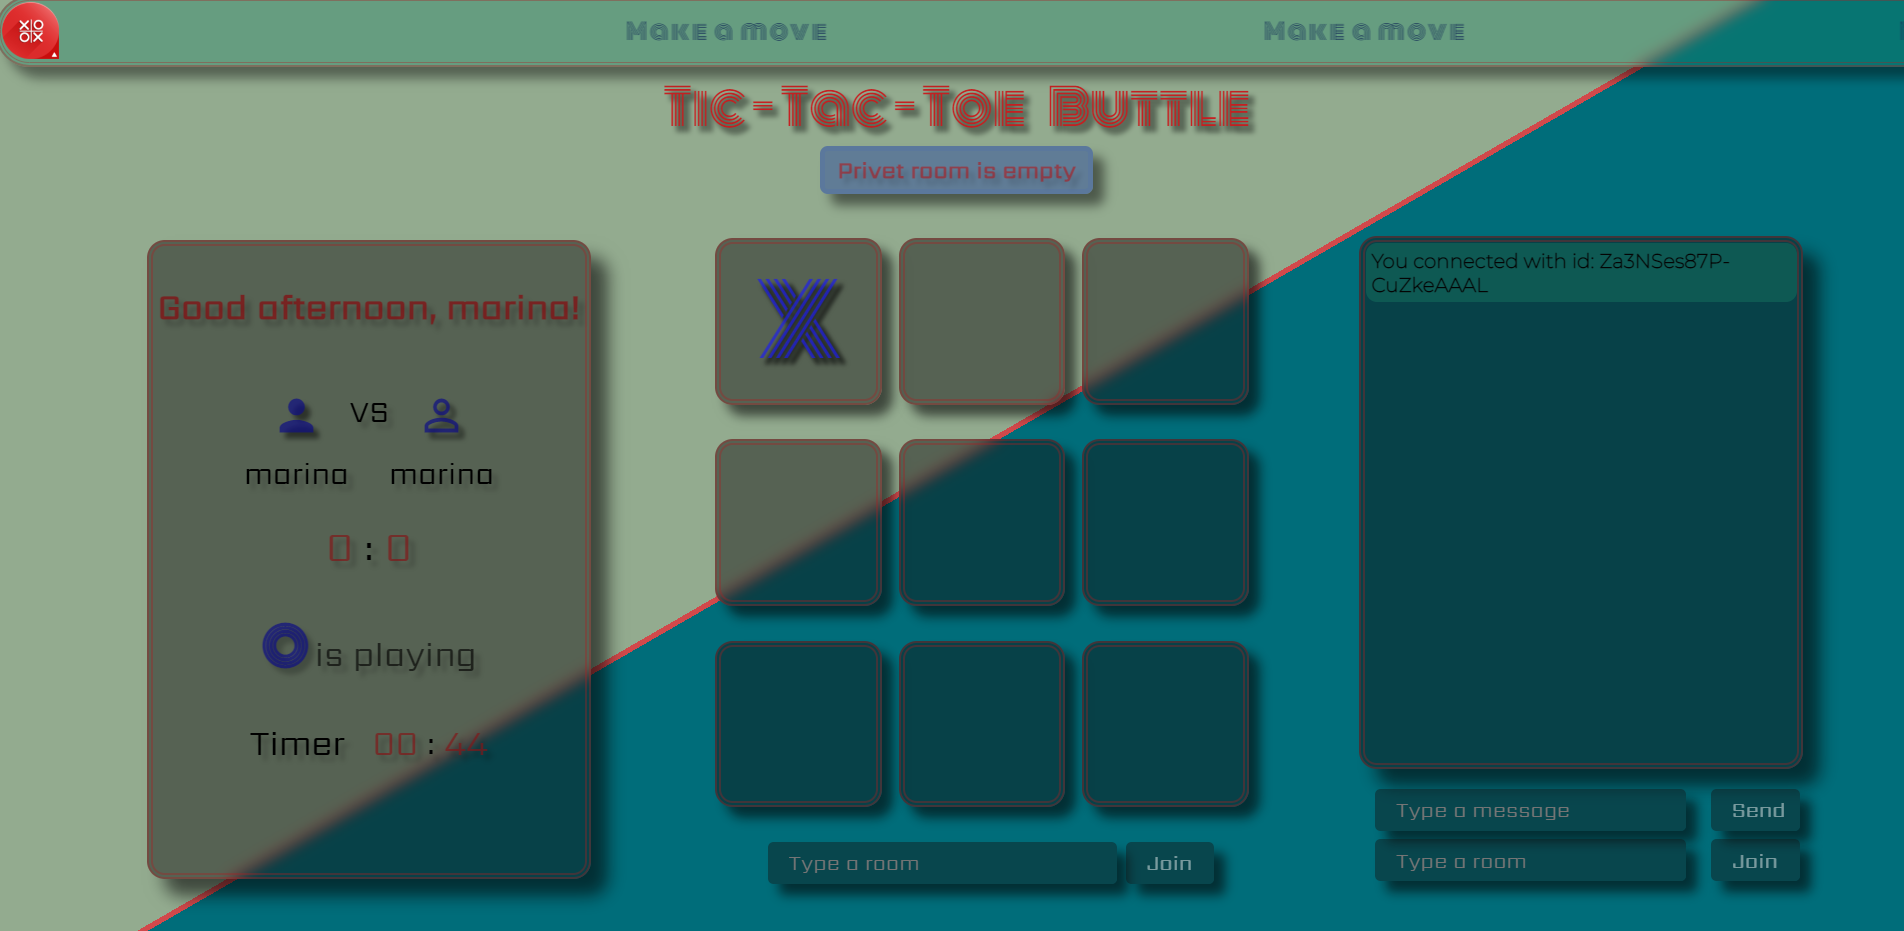 XO
OX
Make a move Make a move
Tic-Tac-Toe Buttle
Privet room is empty
Good afternoon, marina!
VS
marina marina
0 : 0
O is playing
Timer 00 : 44
X
You connected with id: Za3NSes87P-
CuZkeAAAL
Type a message Send
Type a room Join
Type a room Join